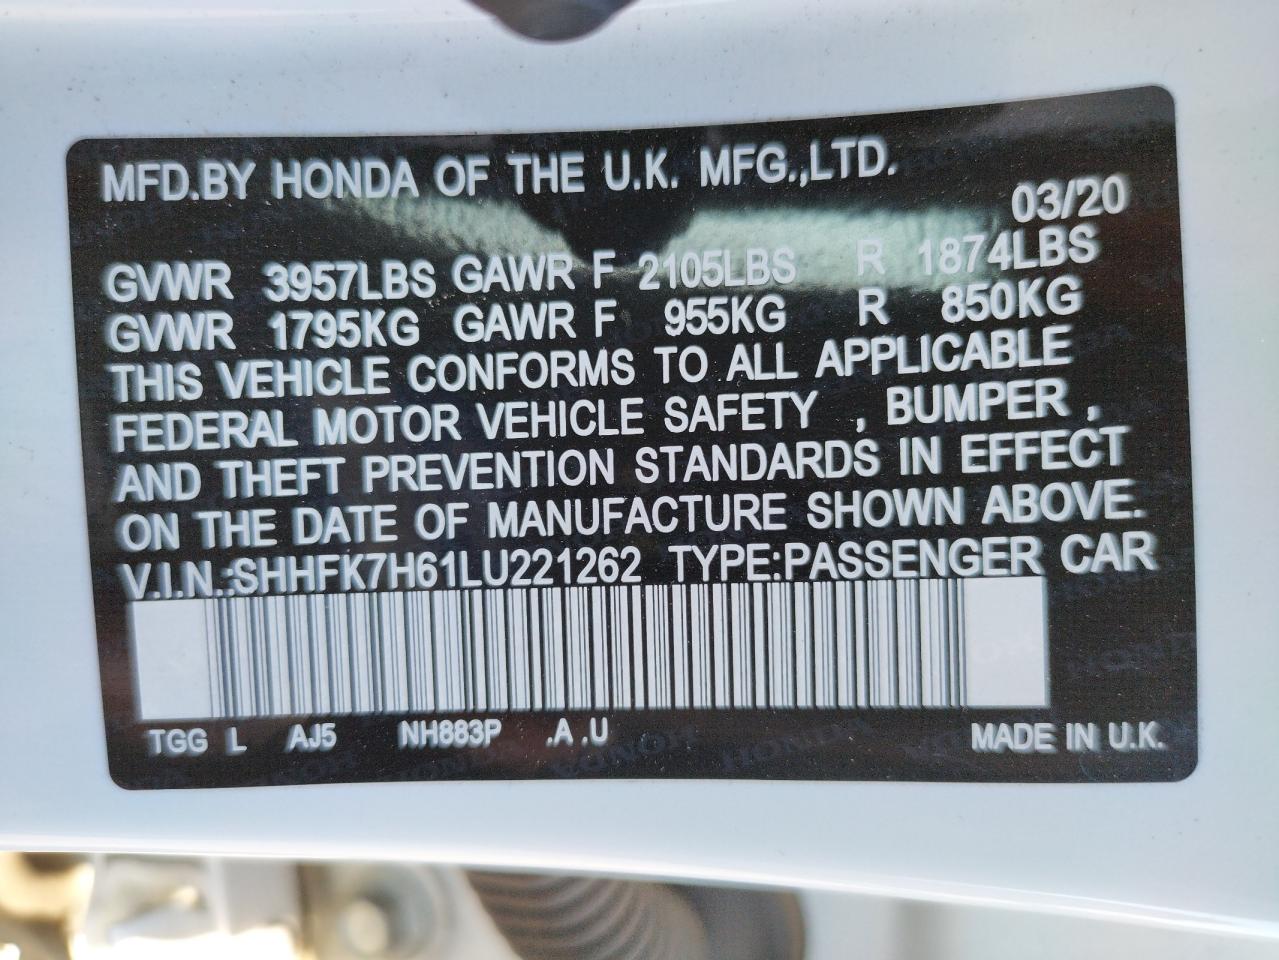 MFD.BY HONDA OF THE U.K. MFG.,LTD.
03/20
GVWR 3957LBS GAWR F 2105LBS R 1874LBS
GVWR 1795KG GAWR F 955KG R 850KG
THIS VEHICLE CONFORMS TO ALL APPLICABLE
FEDERAL MOTOR VEHICLE SAFETY , BUMPER ,
AND THEFT PREVENTION STANDARDS IN EFFECT
ON THE DATE OF MANUFACTURE SHOWN ABOVE.
V.I.N.:SHHFK7H61LU221262 TYPE:PASSENGER CAR
TGG L AJ5 NH883P .A .U MADE IN U.K.